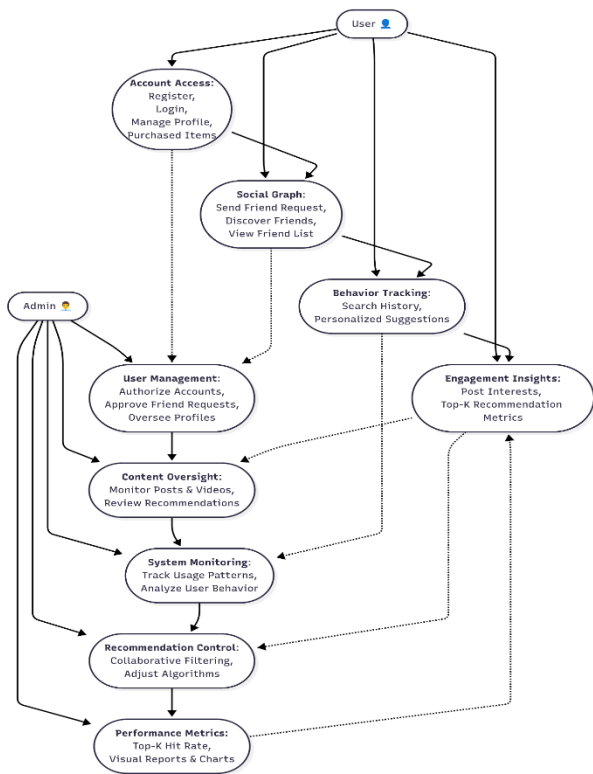 User 👤
Account Access:
Register,
Login,
Manage Profile,
Purchased Items
Social Graph:
Send Friend Request,
Discover Friends,
View Friend List
Behavior Tracking:
Search History,
Personalized Suggestions
Admin 👨‍💼
User Management:
Authorize Accounts,
Approve Friend Requests,
Oversee Profiles
Engagement Insights:
Post Interests,
Top-K Recommendation
Metrics
Content Oversight:
Monitor Posts & Videos,
Review Recommendations
System Monitoring:
Track Usage Patterns,
Analyze User Behavior
Recommendation Control:
Collaborative Filtering,
Adjust Algorithms
Performance Metrics:
Top-K Hit Rate,
Visual Reports & Charts